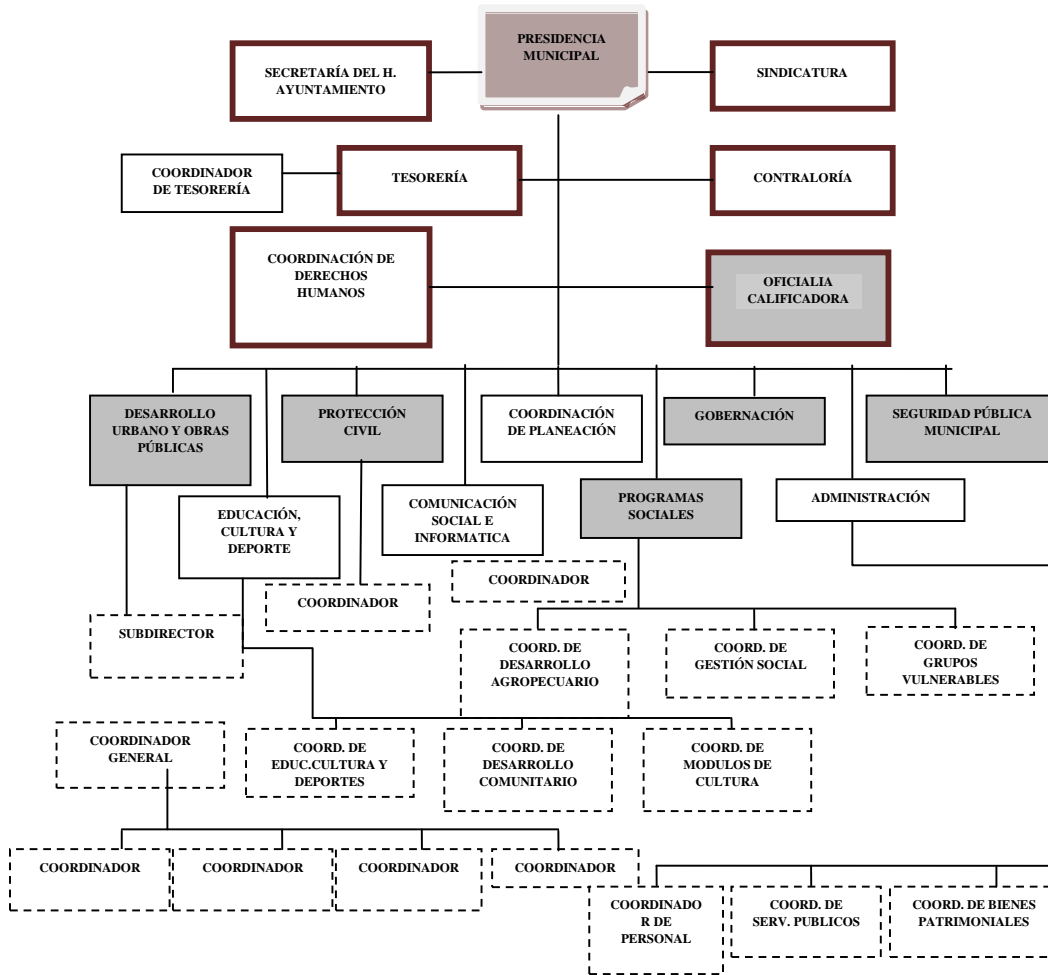 PRESIDENCIA
MUNICIPAL
SECRETARÍA DEL H.
AYUNTAMIENTO
SINDICATURA
COORDINADOR
DE TESORERÍA
TESORERÍA
CONTRALORÍA
COORDINACIÓN DE
DERECHOS
HUMANOS
OFICIALIA
CALIFICADORA
DESARROLLO
URBANO Y OBRAS
PÚBLICAS
PROTECCIÓN
CIVIL
COORDINACIÓN
DE PLANEACIÓN
GOBERNACIÓN
SEGURIDAD PÚBLICA
MUNICIPAL
EDUCACIÓN,
CULTURA Y
DEPORTE
COMUNICACIÓN
SOCIAL E
INFORMATICA
PROGRAMAS
SOCIALES
ADMINISTRACIÓN
COORDINADOR
COORDINADOR
SUBDIRECTOR
COORD. DE
DESARROLLO
AGROPECUARIO
COORD. DE
GESTIÓN SOCIAL
COORD. DE
GRUPOS
VULNERABLES
COORDINADOR
GENERAL
COORD. DE
EDUC.CULTURA Y
DEPORTES
COORD. DE
DESARROLLO
COMUNITARIO
COORD. DE
MODULOS DE
CULTURA
COORDINADOR
COORDINADOR
COORDINADOR
COORDINADOR
COORDINADO
R DE
PERSONAL
COORD. DE
SERV. PUBLICOS
COORD. DE BIENES
PATRIMONIALES